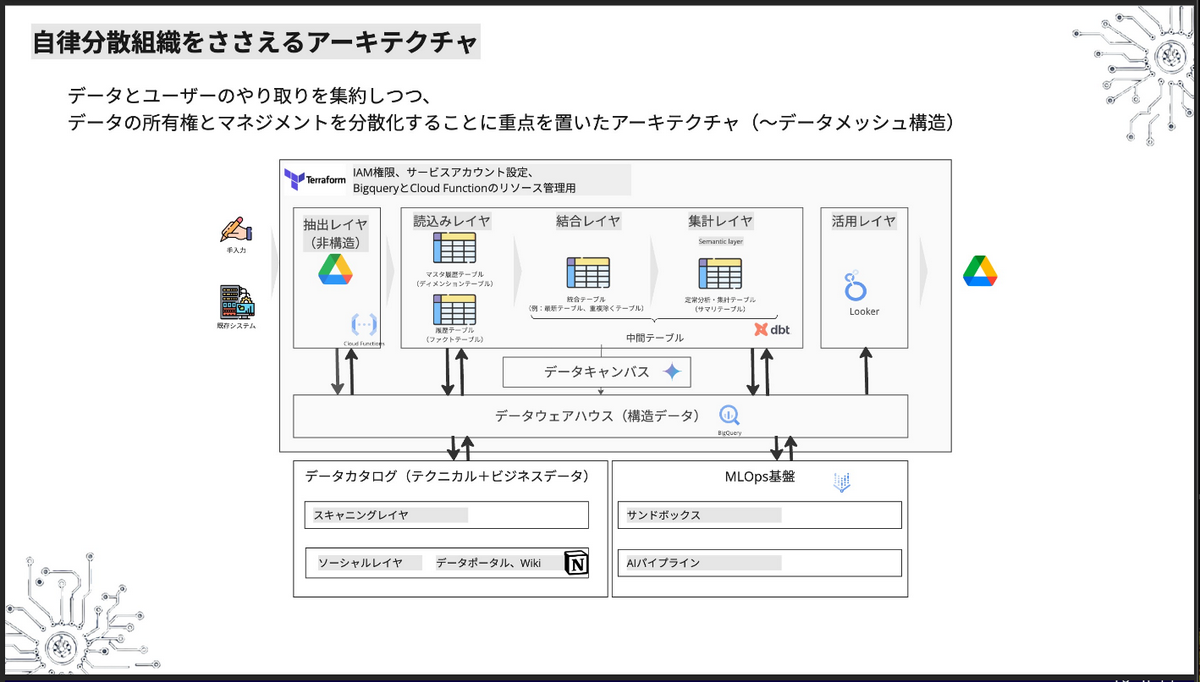 自律分散組織をささえるアーキテクチャ
データとユーザーのやり取りを集約しつつ、
データの所有権とマネジメントを分散化することに重点を置いたアーキテクチャ（～データメッシュ構造）
Terraform
IAM権限、サービスアカウント設定、
BigqueryとCloud Functionのリソース管理用
手入力
既存システム
抽出レイヤ
（非構造）
Cloud Functions
読込みレイヤ
マスタ履歴テーブル
（ディメンションテーブル）
履歴テーブル
（ファクトテーブル）
結合レイヤ
統合テーブル
（例：最新テーブル、重複除くテーブル）
集計レイヤ
Semantic layer
定常分析・集計テーブル
（サマリテーブル）
中間テーブル
dbt
活用レイヤ
Looker
データキャンバス
データウェアハウス（構造データ）
BigQuery
データカタログ（テクニカル＋ビジネスデータ）
スキャニングレイヤ
ソーシャルレイヤ
データポータル、Wiki
N
MLOps基盤
サンドボックス
AIパイプライン